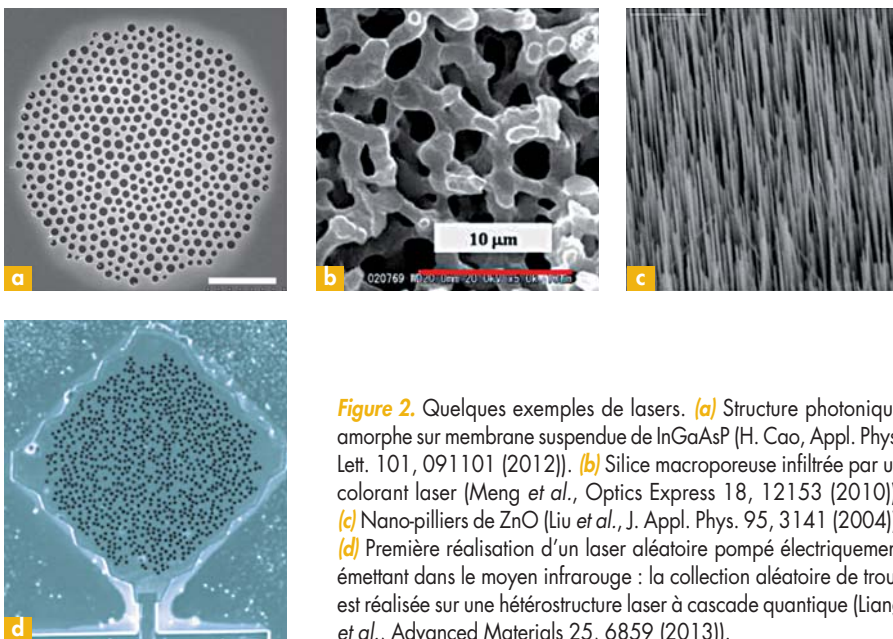 a
b
c
10 µm
020769
d
Figure 2. Quelques exemples de lasers. (a) Structure photoniqu
amorphe sur membrane suspendue de InGaAsP (H. Cao, Appl. Phys
Lett. 101, 091101 (2012)). (b) Silice macroporeuse infiltrée par u
colorant laser (Meng et al., Optics Express 18, 12153 (2010))
(c) Nano-pilliers de ZnO (Liu et al., J. Appl. Phys. 95, 3141 (2004))
(d) Première réalisation d’un laser aléatoire pompé électriquemen
émettant dans le moyen infrarouge : la collection aléatoire de trou
est réalisée sur une hétérostructure laser à cascade quantique (Liang
et al., Advanced Materials 25, 6859 (2013)).